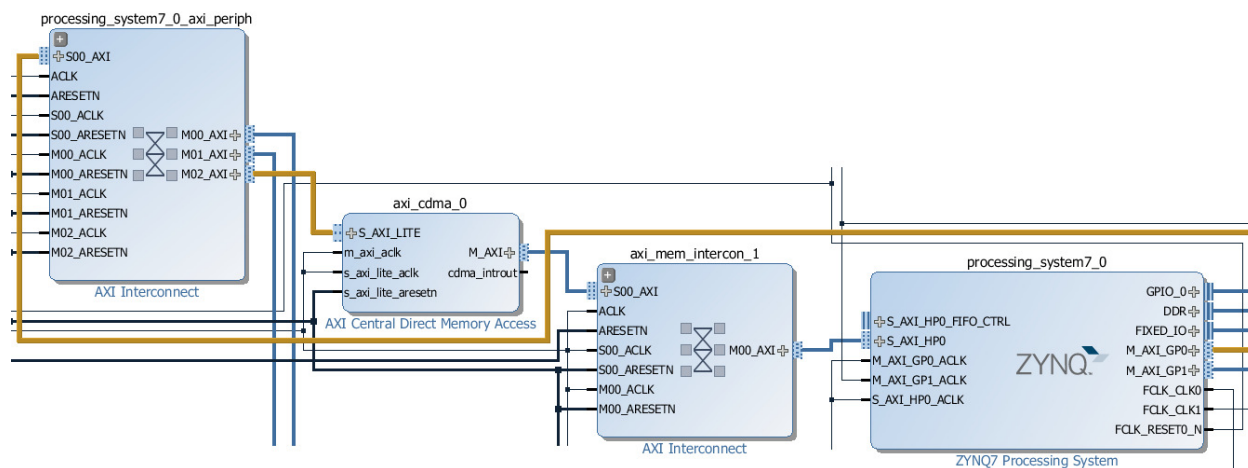 processing_system7_0_axi_periph
S00_AXI
ACLK
ARESETN
S00_ACLK
S00_ARESETN
M00_ACLK
M00_ARESETN
M01_ACLK
M01_ARESETN
M02_ACLK
M02_ARESETN
M00_AXI
M01_AXI
M02_AXI
AXI Interconnect
axi_cdma_0
S_AXI_LITE
m_axi_aclk
s_axi_lite_aclk
s_axi_lite_aresetn
M_AXI
cdma_introut
AXI Central Direct Memory Access
axi_mem_intercon_1
S00_AXI
ACLK
ARESETN
S00_ACLK
S00_ARESETN
M00_ACLK
M00_ARESETN
M00_AXI
AXI Interconnect
processing_system7_0
S_AXI_HP0_FIFO_CTRL
S_AXI_HP0
M_AXI_GP0_ACLK
M_AXI_GP1_ACLK
S_AXI_HP0_ACLK
ZYNQ
GPIO_0
DDR
FIXED_IO
M_AXI_GP0
M_AXI_GP1
FCLK_CLK0
FCLK_CLK1
FCLK_RESET0_N
ZYNQ7 Processing System